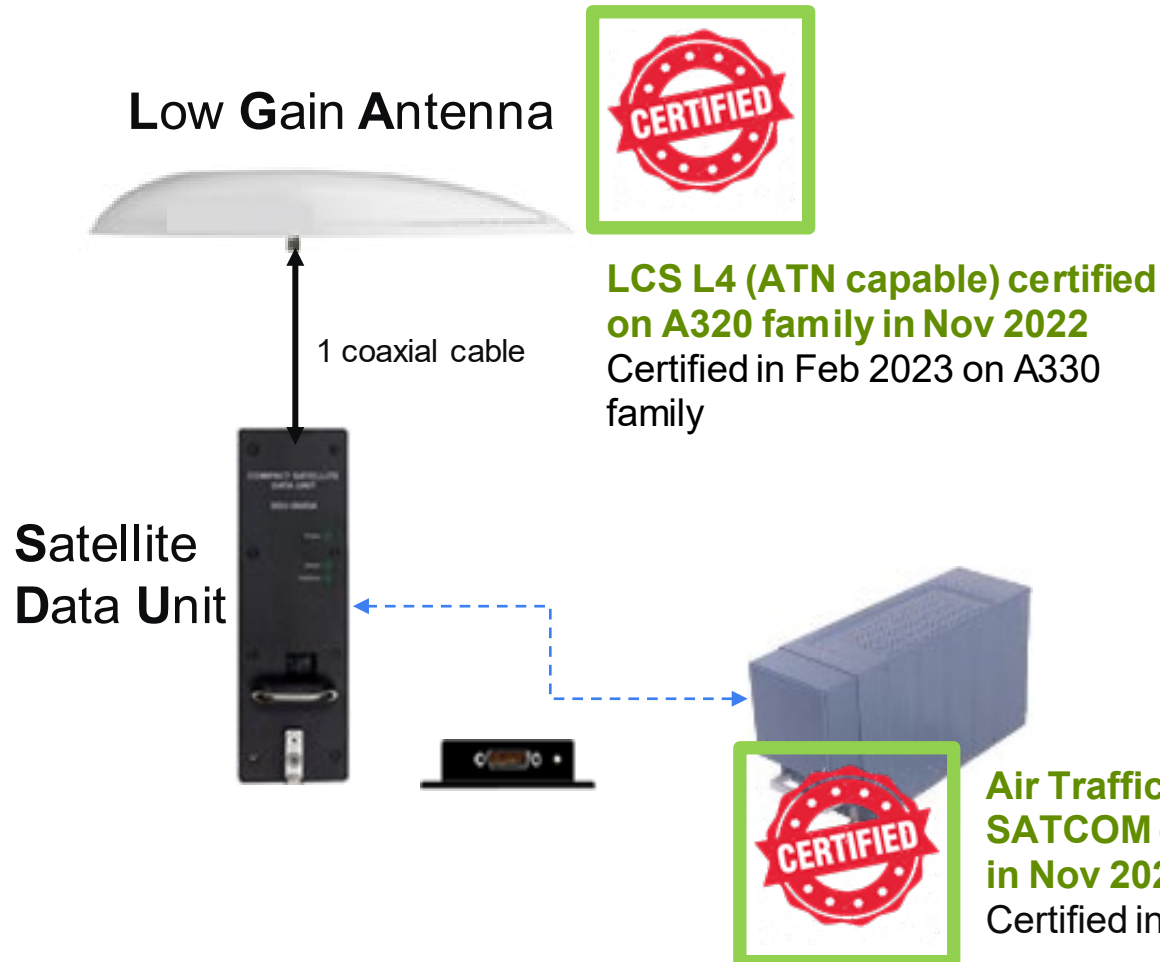 Low Gain Antenna
CERTIFIED
LCS L4 (ATN capable) certified
on A320 family in Nov 2022
Certified in Feb 2023 on A330
family
1 coaxial cable
COMPACT SATELLITE
DATA UNIT
Satellite
Data Unit
Air Traffic
SATCOM
in Nov 202
Certified in
CERTIFIED